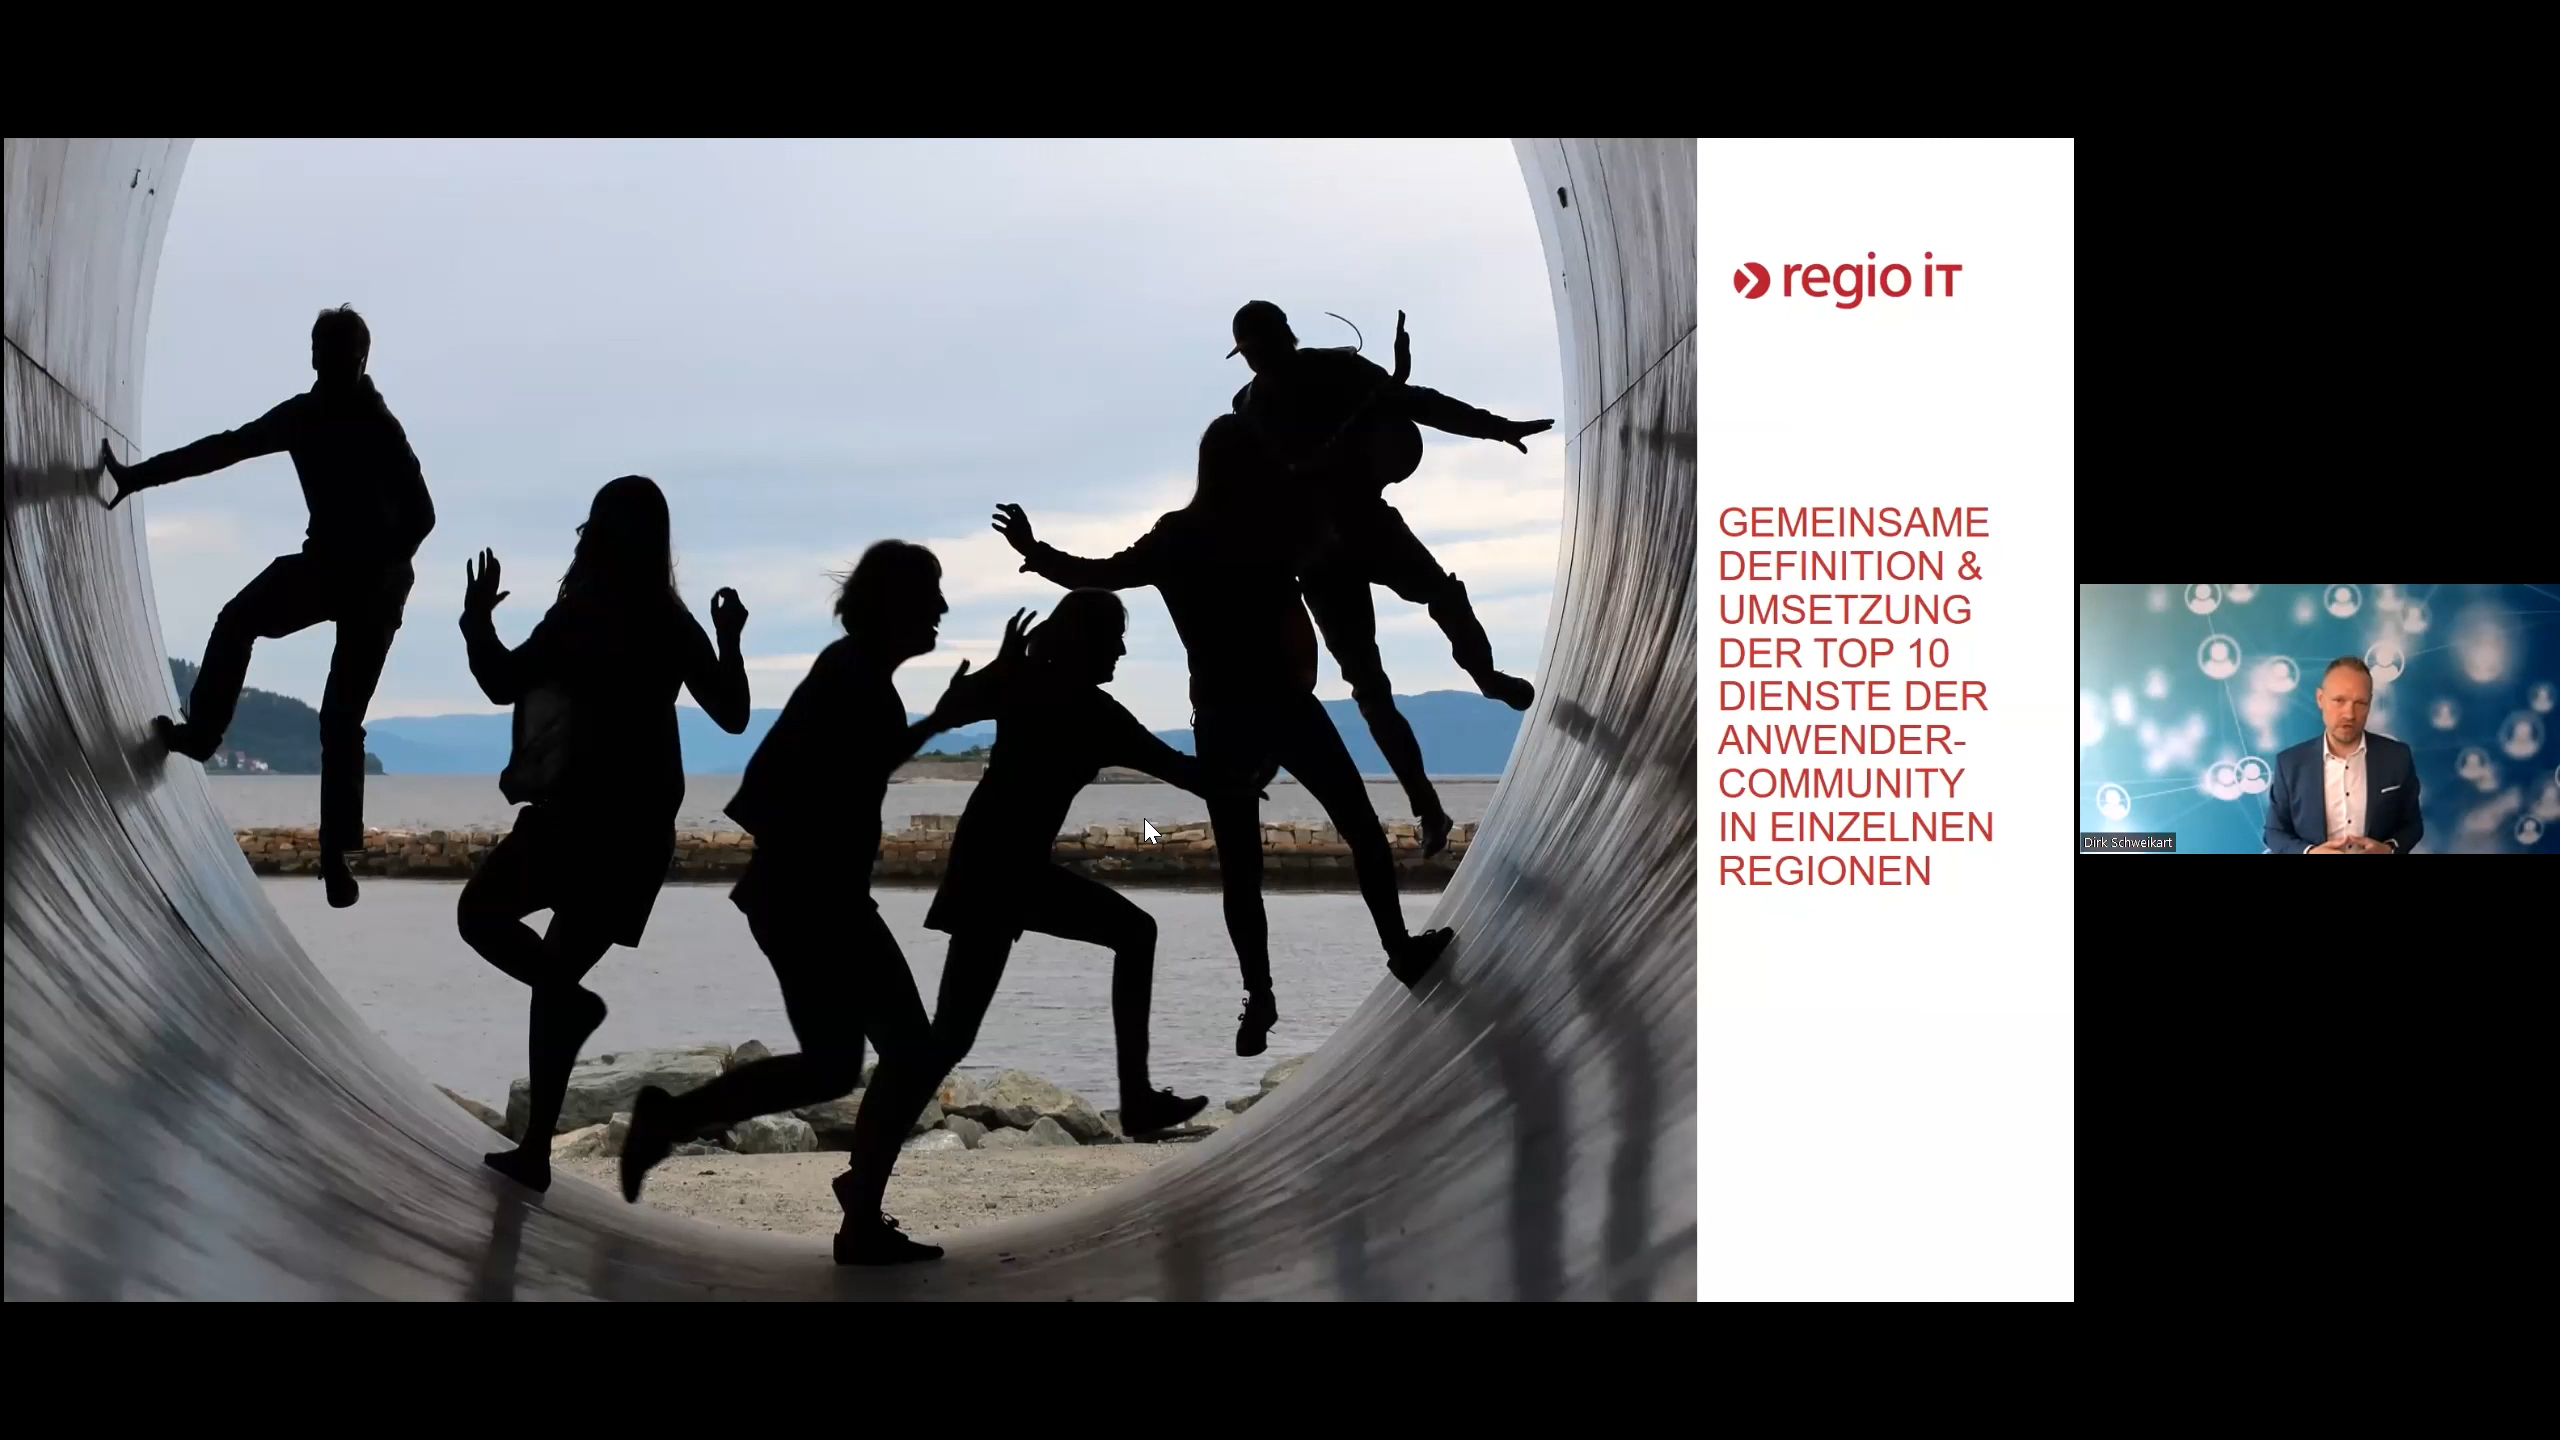 regio iT
GEMEINSAME
DEFINITION &
UMSETZUNG
DER TOP 10
DIENSTE DER
ANWENDER-
COMMUNITY
IN EINZELNEN
REGIONEN
Dirk Schweikart